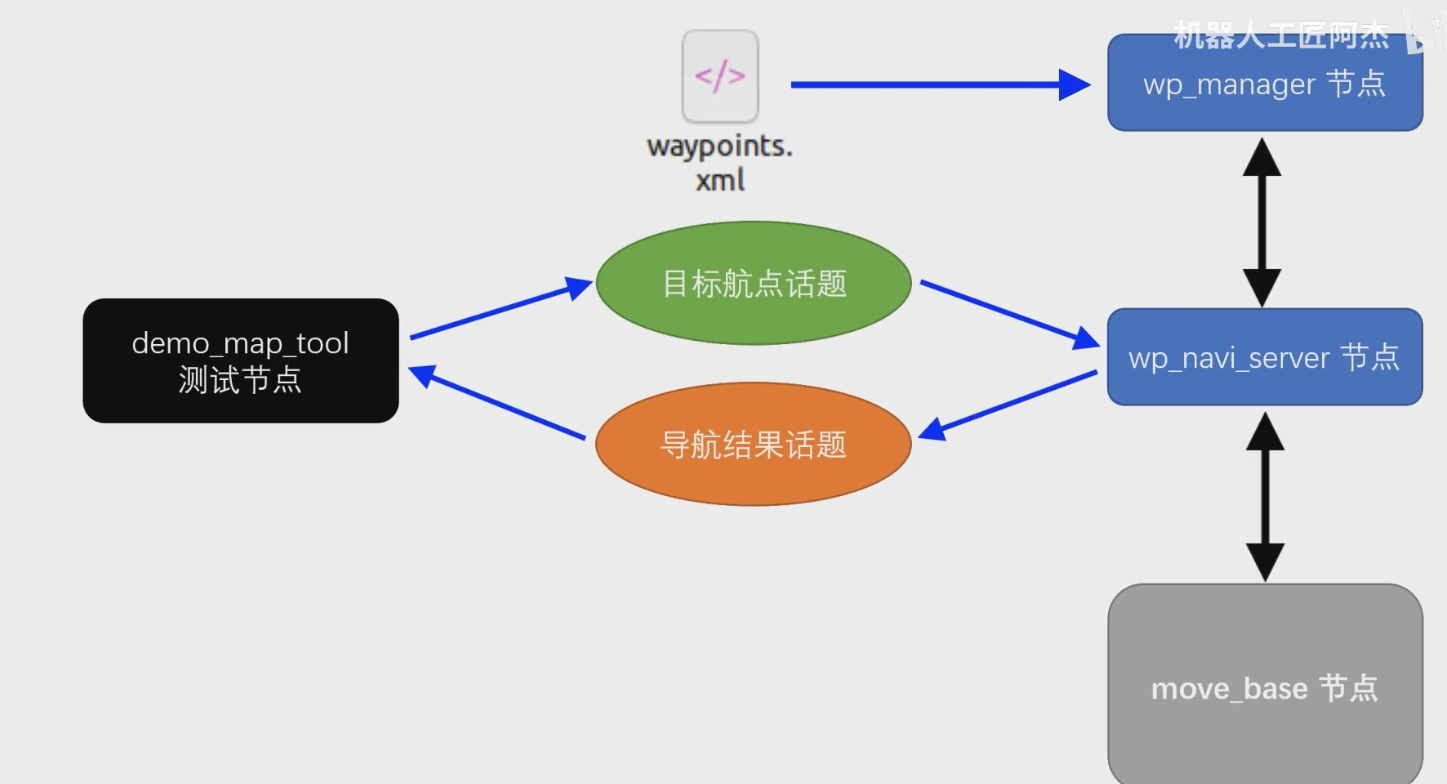 机器人工匠阿杰
</>
wp_manager 节点
waypoints.
xml
目标航点话题
demo_map_tool
测试节点
wp_navi_server 节点
导航结果话题
move_base 节点